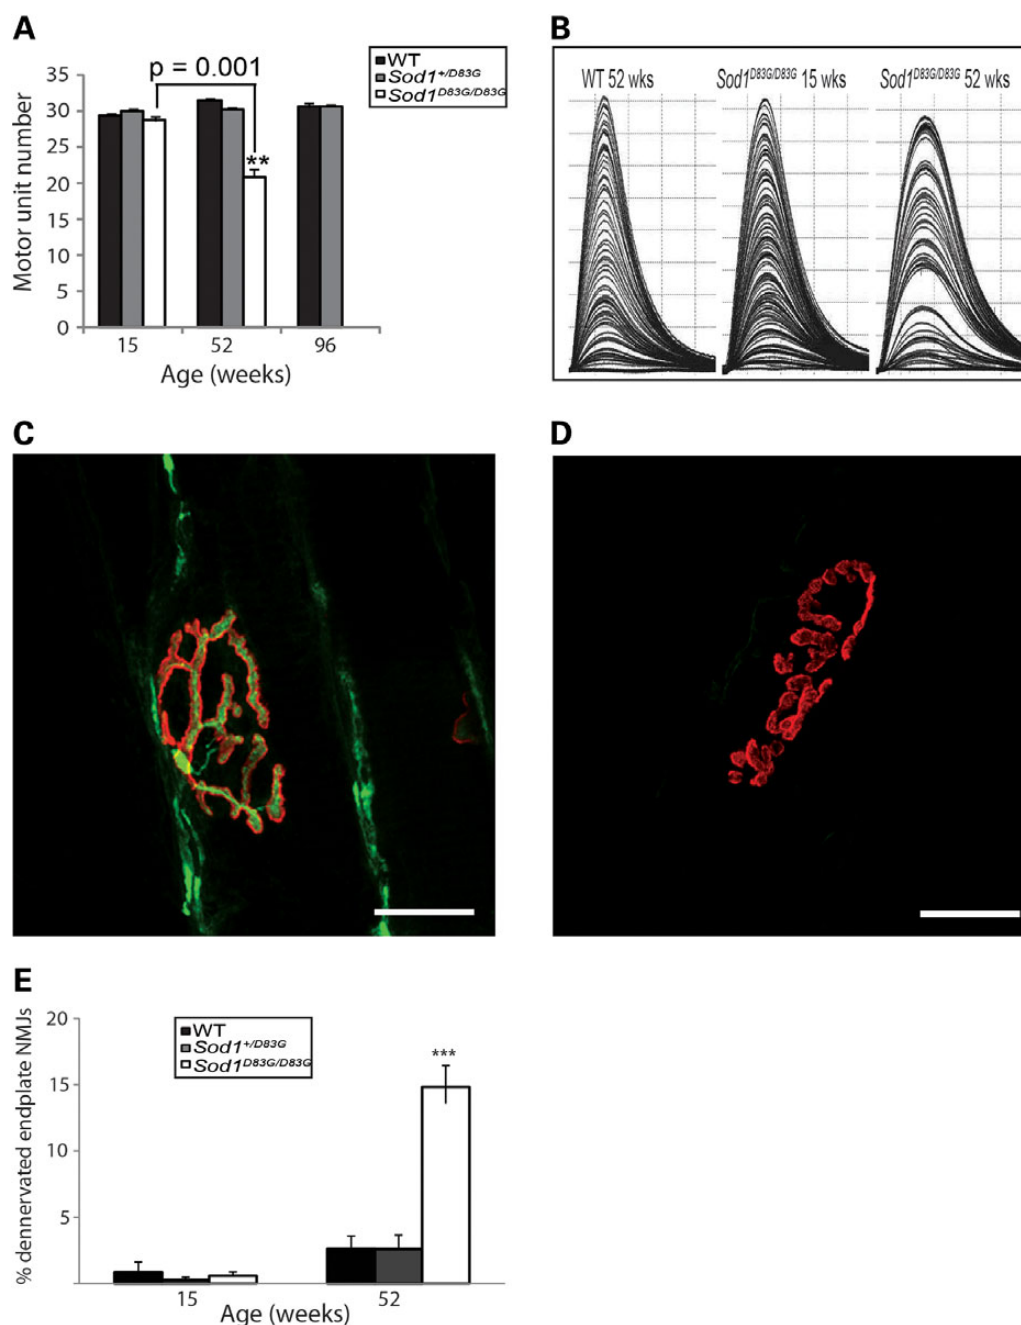 A
p = 0.001
WT
Sod1+/D83G
Sod1D83G/D83G
**
35
30
25
20
15
10
5
0
Motor unit number
15 52 96
Age (weeks)
B
WT 52 wks Sod1D83G/D83G 15 wks Sod1D83G/D83G 52 wks
C
D
E
20
15
10
5
% dennervated endplate NMJs
WT
Sod1+/D83G
Sod1D83G/D83G
***
15 52
Age (weeks)